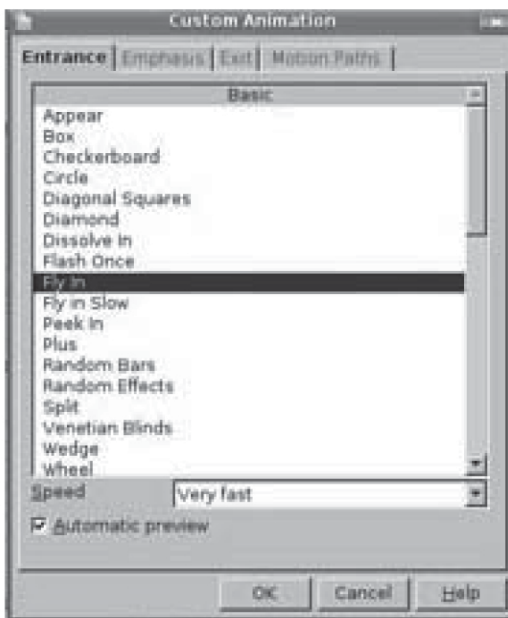 Custom Animation
Entrance Emphasis Exit Motion Paths
Basic
Appear
Box
Checkerboard
Circle
Diagonal Squares
Diamond
Dissolve In
Flash Once
Fly In
Fly in Slow
Peek In
Plus
Random Bars
Random Effects
Split
Venetian Blinds
Wedge
Wheel
Speed Very fast
Automatic preview
OK Cancel Help